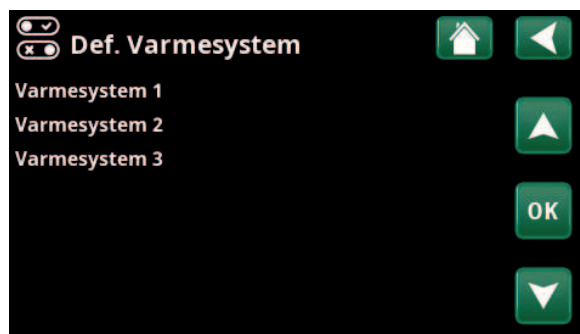 Def. Varmesystem
Varmesystem 1
Varmesystem 2
Varmesystem 3
OK